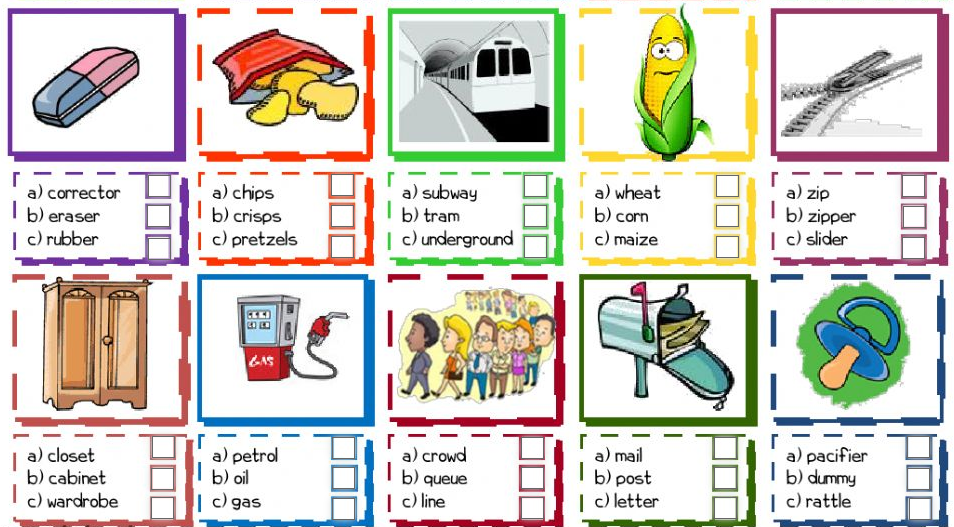 a) corrector
b) eraser
c) rubber
a) chips
b) crisps
c) pretzels
a) subway
b) tram
c) underground
a) wheat
b) corn
c) maize
a) zip
b) zipper
c) slider
GAS
a) closet
b) cabinet
c) wardrobe
a) petrol
b) oil
c) gas
a) crowd
b) queue
c) line
a) mail
b) post
c) letter
a) pacifier
b) dummy
c) rattle